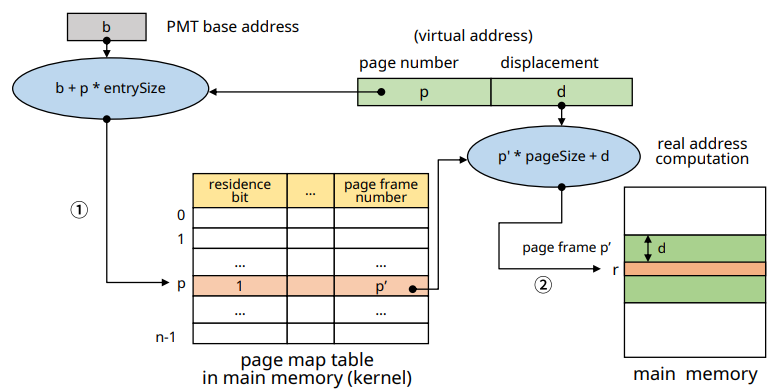 b
PMT base address
(virtual address)
page number
displacement
b + p * entrySize
p
d
p' * pageSize + d
real address
computation
①
residence
bit
...
page frame
number
0
1
...
...
p
1
p’
...
...
n-1
page frame p’
②
d
r
page map table
in main memory (kernel)
main memory